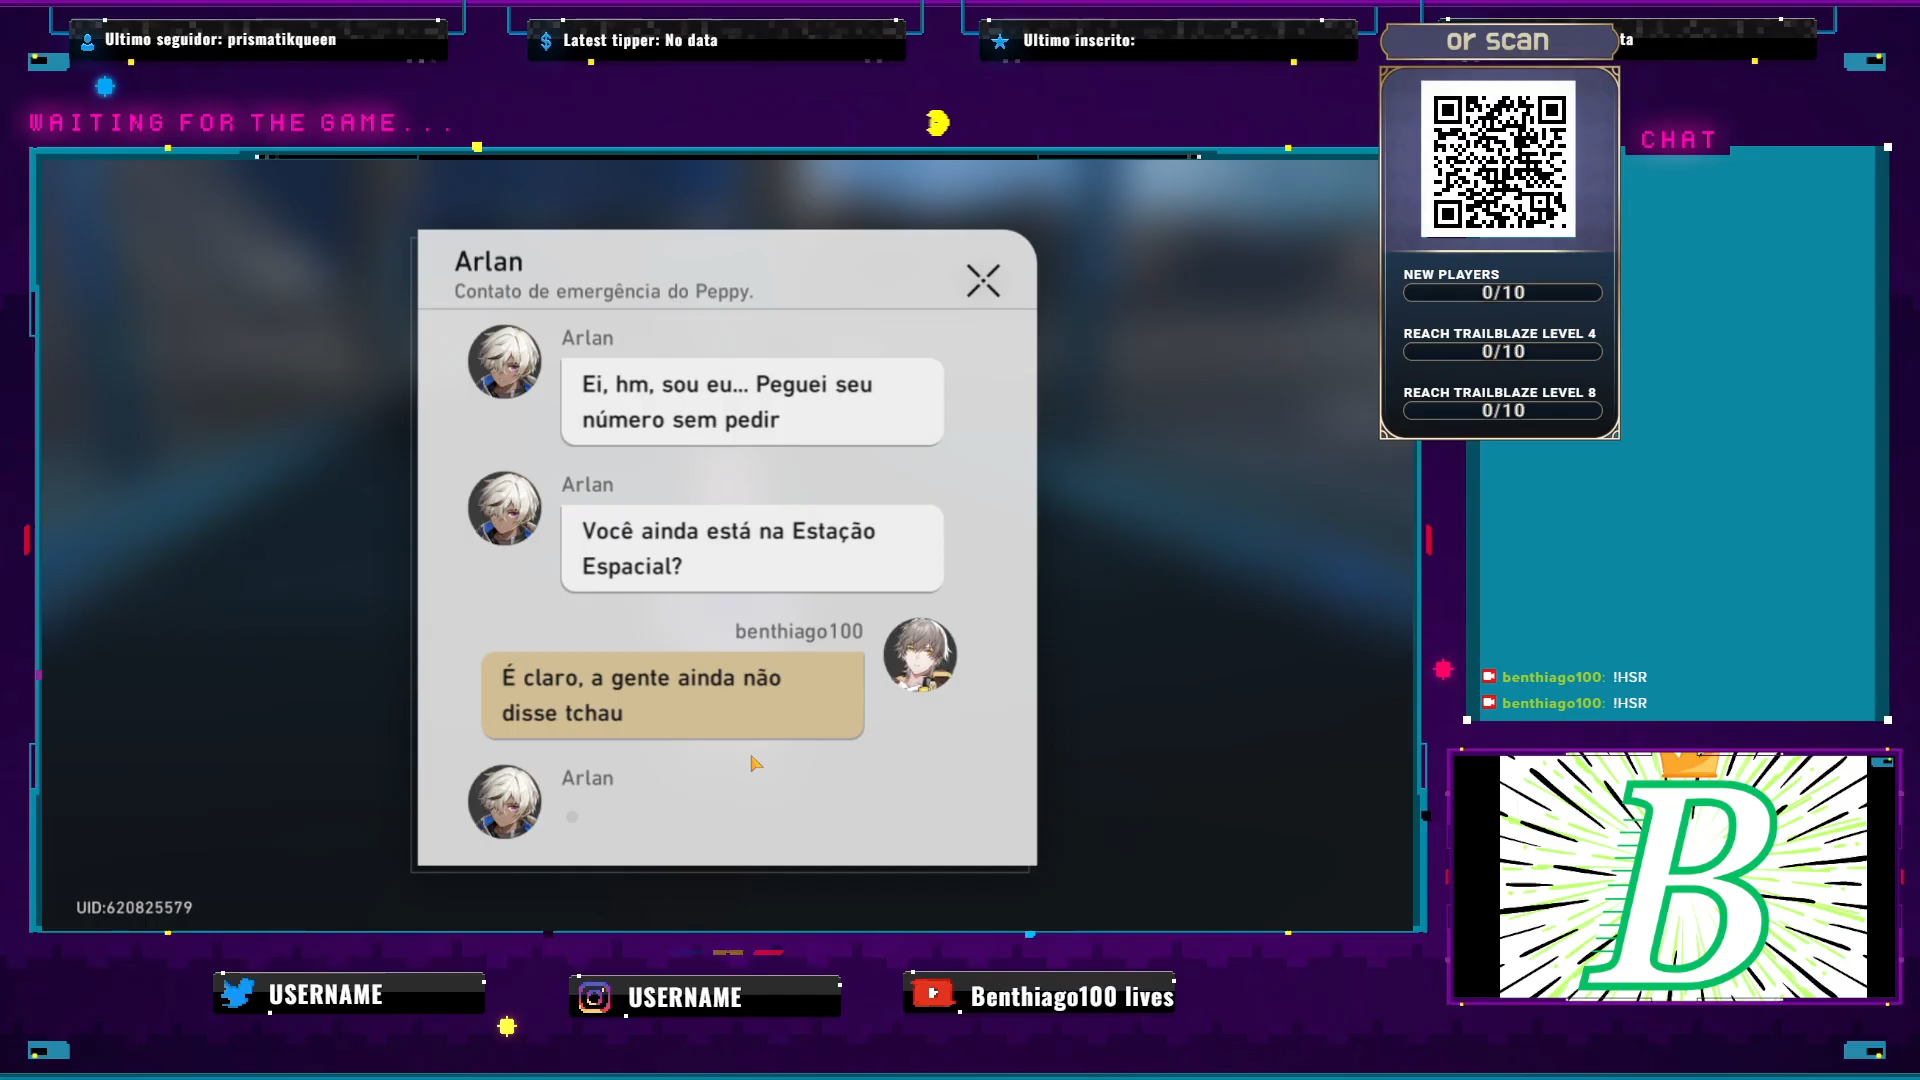 Ultimo seguidor: prismatikqueen
Latest tipper: No data
Ultimo inscrito:
ta
or scan
WAITING FOR THE GAME...
CHAT
NEW PLAYERS
0/10
REACH TRAILBLAZE LEVEL 4
0/10
REACH TRAILBLAZE LEVEL 8
0/10
Arlan
Contato de emergência do Peppy.
Arlan
Ei, hm, sou eu... Peguei seu
número sem pedir
Arlan
Você ainda está na Estação
Espacial?
benthiago100
É claro, a gente ainda não
disse tchau
Arlan
UID:620825579
benthiago100: !HSR
benthiago100: !HSR
B
USERNAME
USERNAME
Benthiago100 lives